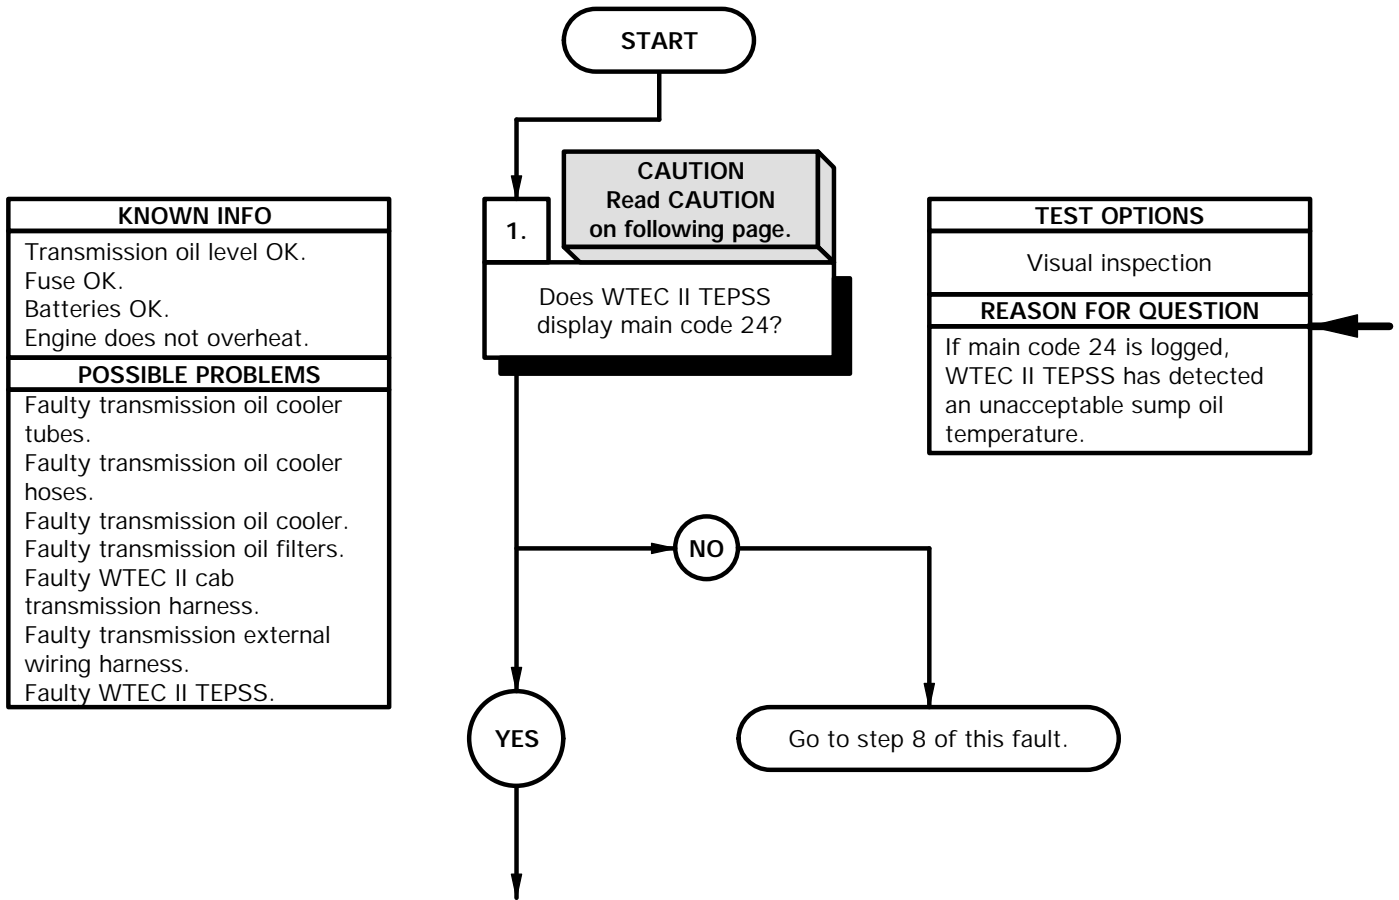 START
CAUTION
Read CAUTION
on following page.
1.
Does WTEC II TEPSS
display main code 24?
KNOWN INFO
Transmission oil level OK.
Fuse OK.
Batteries OK.
Engine does not overheat.
POSSIBLE PROBLEMS
Faulty transmission oil cooler
tubes.
Faulty transmission oil cooler
hoses.
Faulty transmission oil cooler.
Faulty transmission oil filters.
Faulty WTEC II cab
transmission harness.
Faulty transmission external
wiring harness.
Faulty WTEC II TEPSS.
TEST OPTIONS
Visual inspection
REASON FOR QUESTION
If main code 24 is logged,
WTEC II TEPSS has detected
an unacceptable sump oil
temperature.
NO
YES
Go to step 8 of this fault.